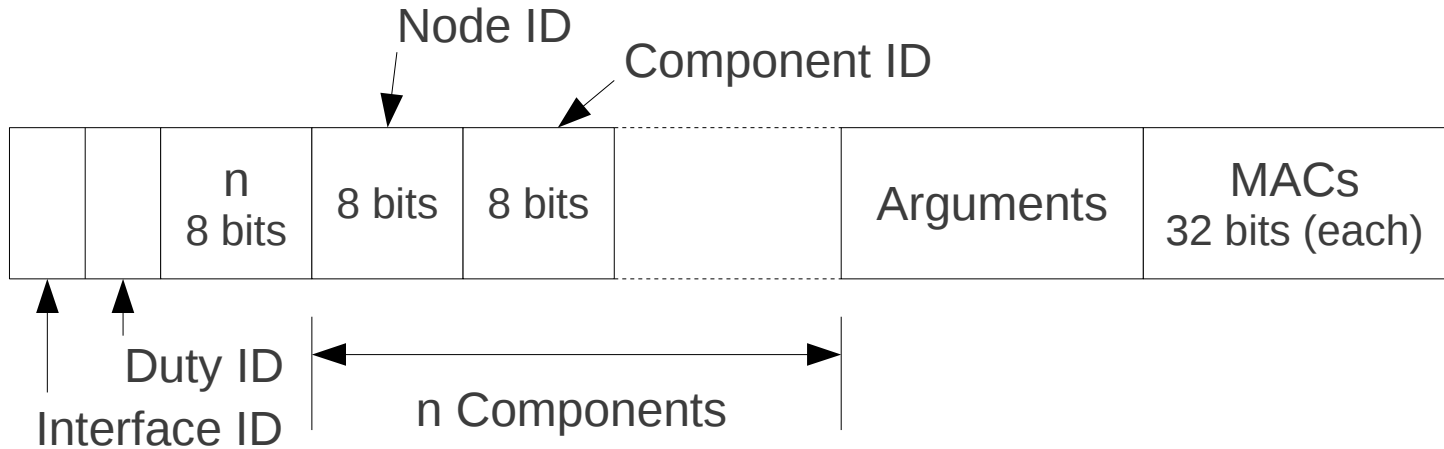 Node ID
Component ID
n
8 bits
8 bits
8 bits
Arguments
MACs
32 bits (each)
Duty ID
Interface ID
n Components